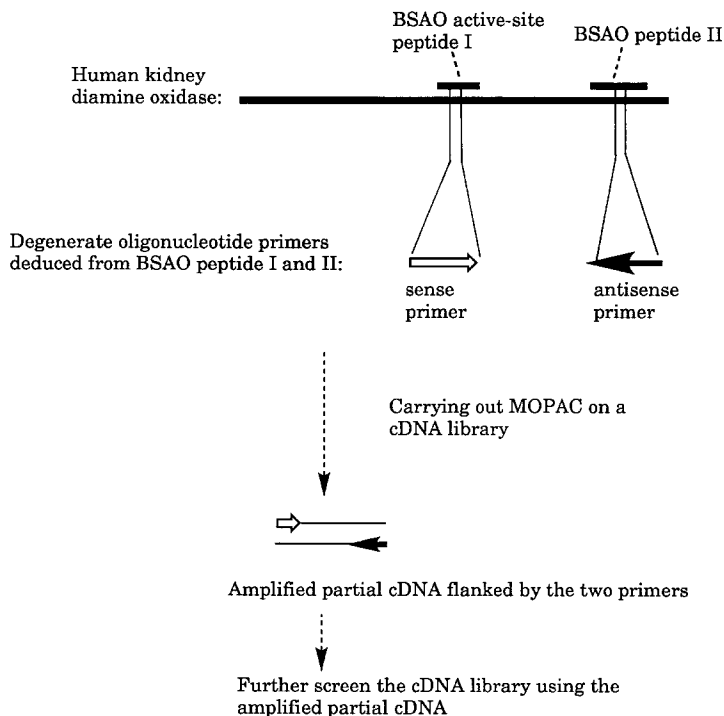 BSAO active-site
peptide I
BSAO peptide II
Human kidney
diamine oxidase:
Degenerate oligonucleotide primers
deduced from BSAO peptide I and II:
sense
primer
antisense
primer
Carrying out MOPAC on a
cDNA library
Amplified partial cDNA flanked by the two primers
Further screen the cDNA library using the
amplified partial cDNA